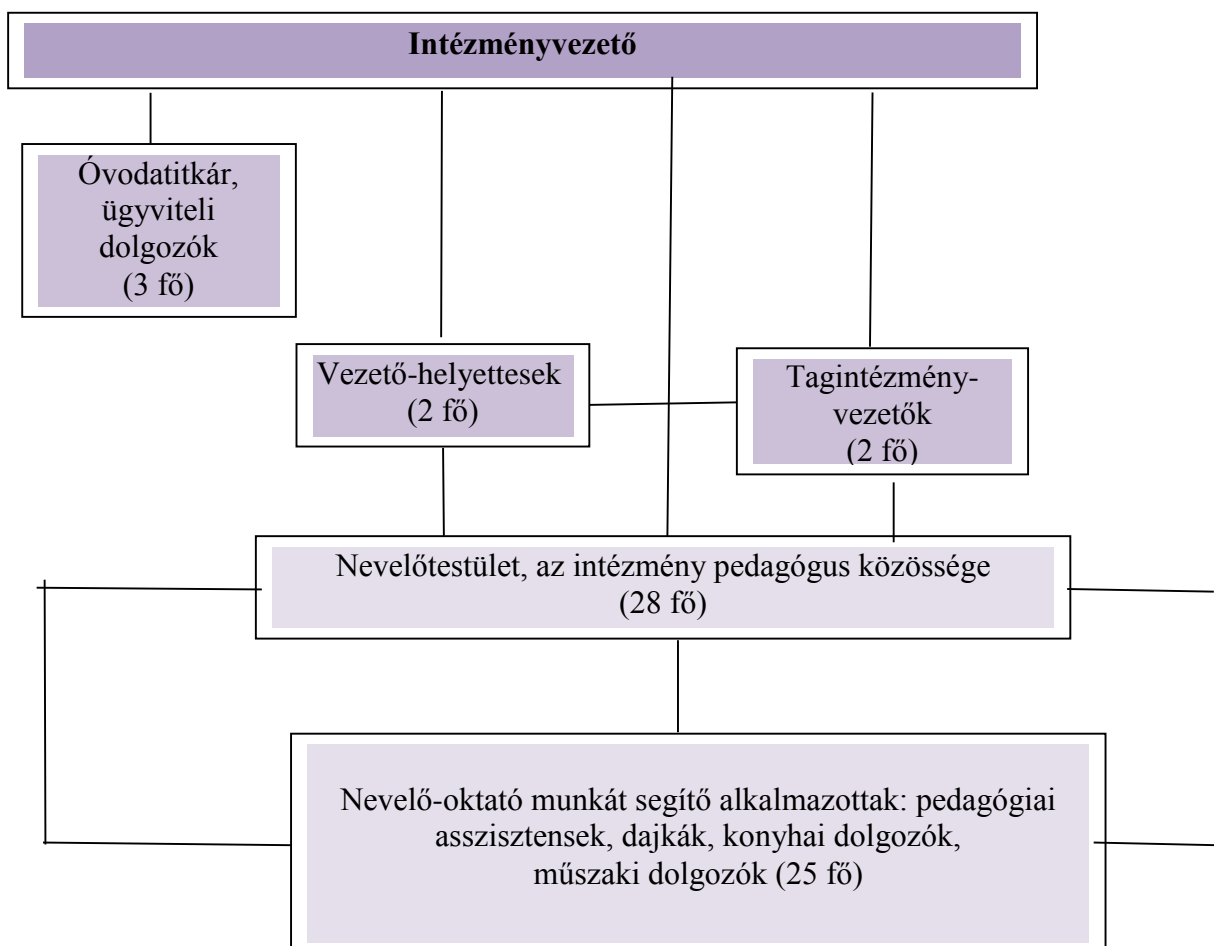 Intézményvezető
Óvodatitkár,
ügyviteli
dolgozók
(3 fő)
Vezető-helyettesek
(2 fő)
Tagintézmény-
vezetők
(2 fő)
Nevelőtestület, az intézmény pedagógus közössége
(28 fő)
Nevelő-oktató munkát segítő alkalmazottak: pedagógiai
asszisztensek, dajkák, konyhai dolgozók,
műszaki dolgozók (25 fő)